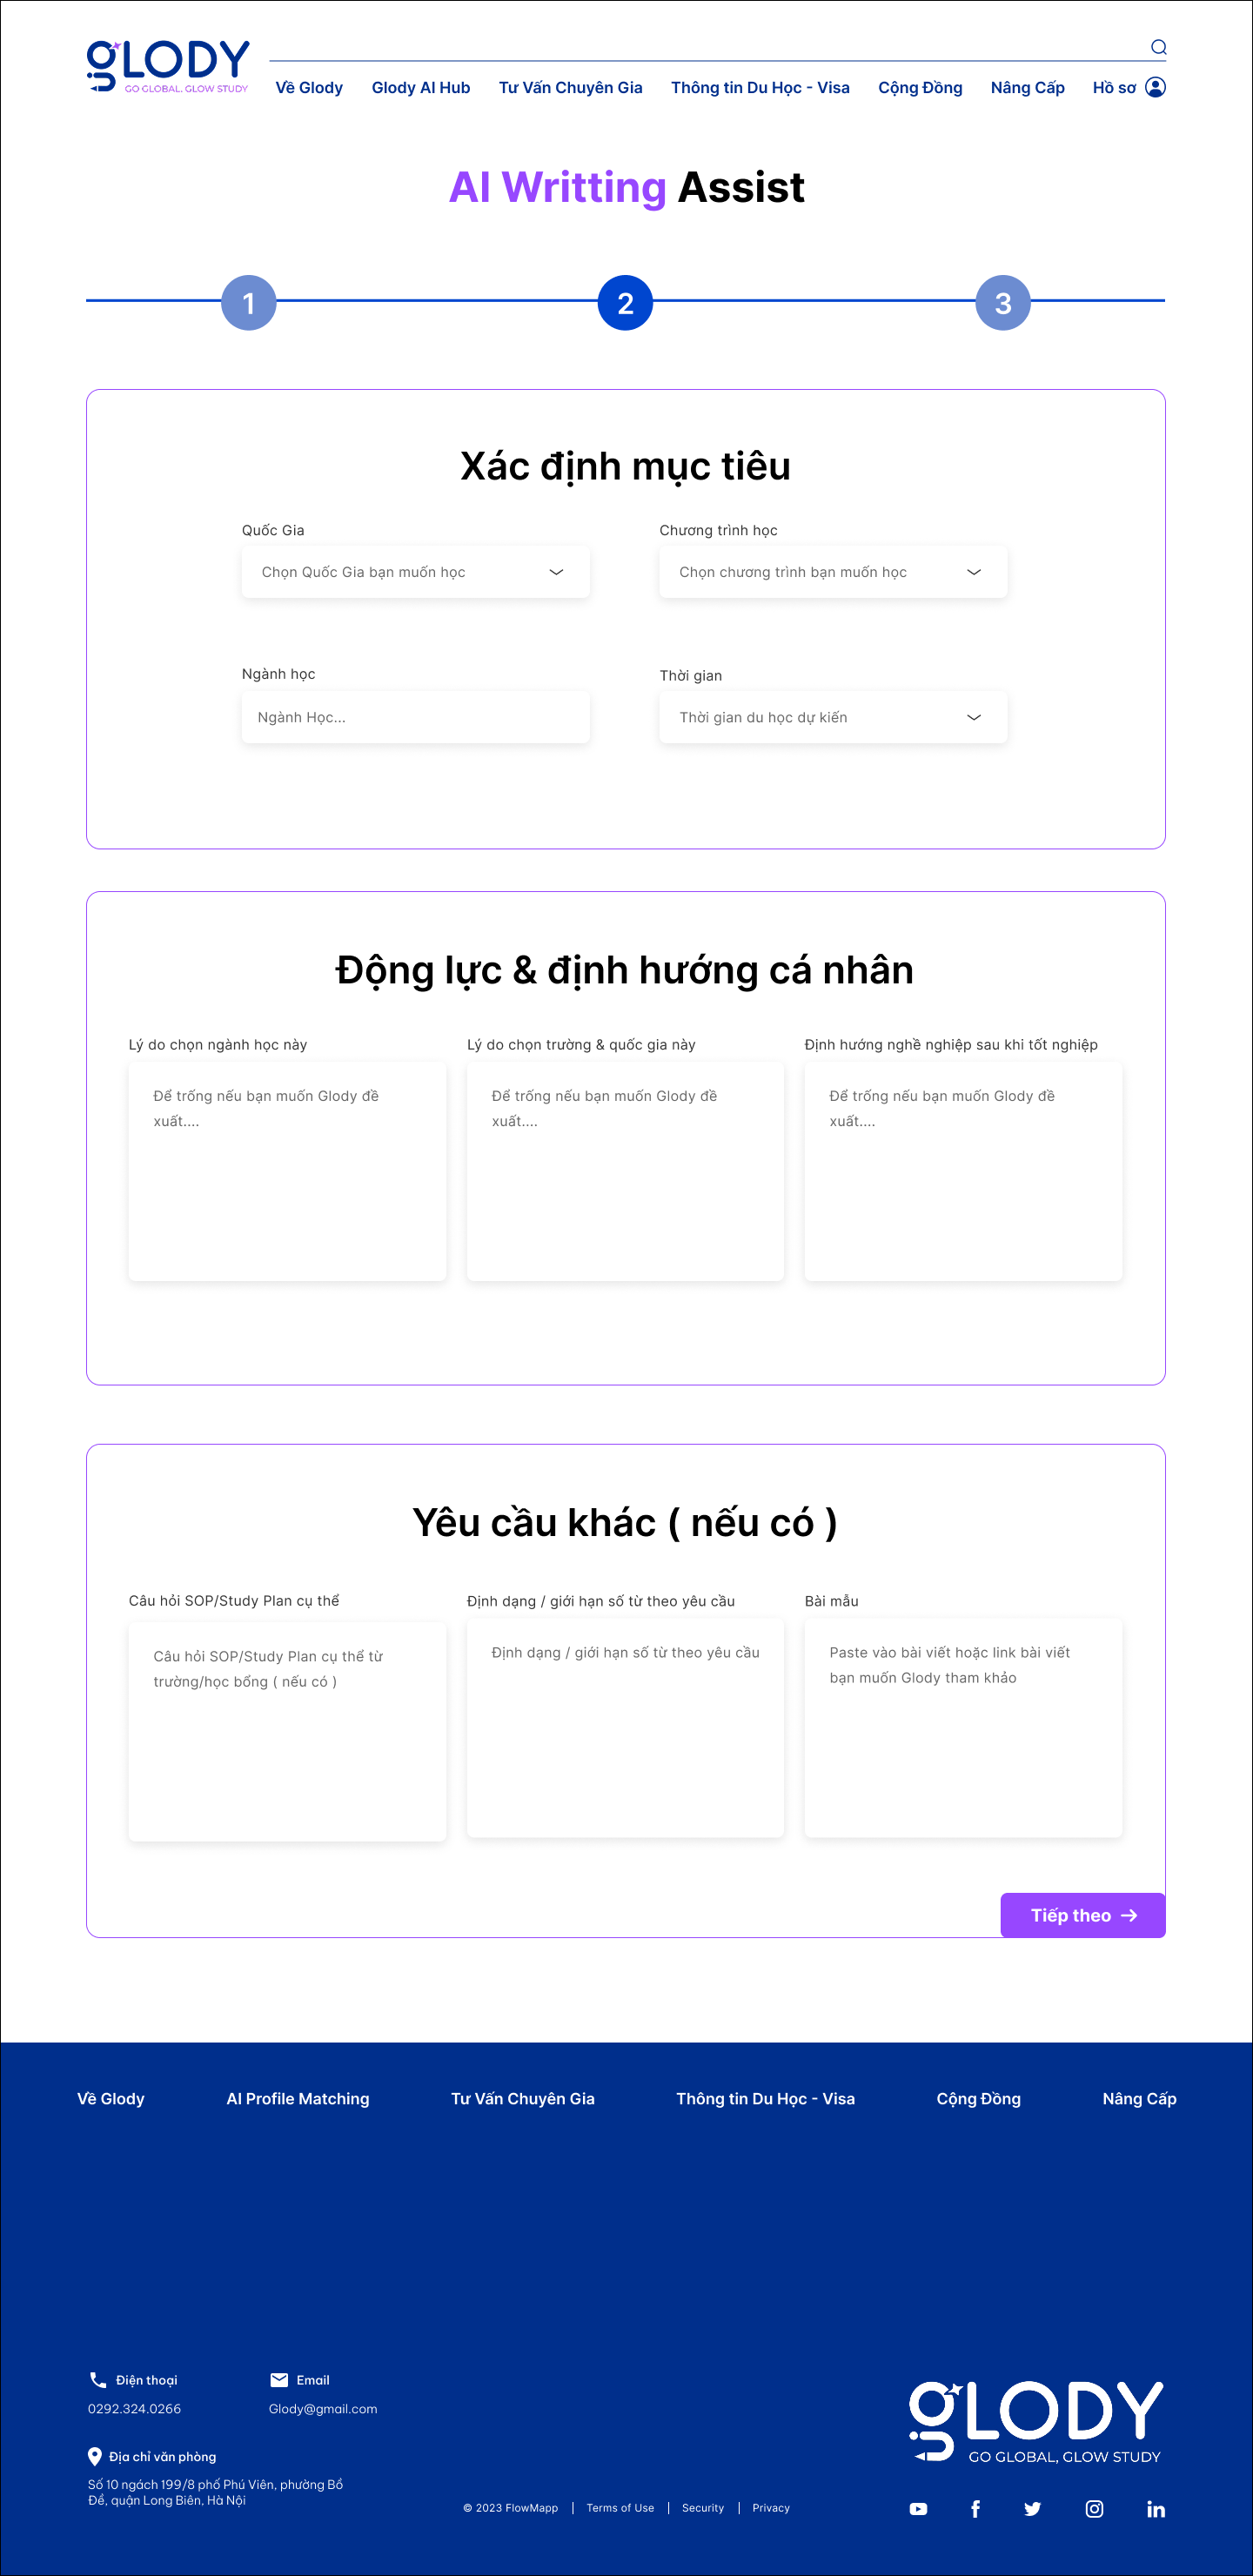 gLODY
GO GLOBAL, GLOW STUDY
Về Glody Glody AI Hub Tư Vấn Chuyên Gia Thông tin Du Học - Visa Cộng Đồng Nâng Cấp Hồ sơ
AI Writting Assist
1 2 3
Xác định mục tiêu
Quốc Gia Chương trình học
Chọn Quốc Gia bạn muốn học Chọn chương trình bạn muốn học
Ngành học Thời gian
Ngành Học... Thời gian du học dự kiến
Động lực & định hướng cá nhân
Lý do chọn ngành học này Lý do chọn trường & quốc gia này Định hướng nghề nghiệp sau khi tốt nghiệp
Để trống nếu bạn muốn Glody đề
xuất....
Để trống nếu bạn muốn Glody đề
xuất....
Để trống nếu bạn muốn Glody đề
xuất....
Yêu cầu khác ( nếu có )
Câu hỏi SOP/Study Plan cụ thể Định dạng / giới hạn số từ theo yêu cầu Bài mẫu
Câu hỏi SOP/Study Plan cụ thể từ
trường/học bổng ( nếu có )
Định dạng / giới hạn số từ theo yêu cầu
Paste vào bài viết hoặc link bài viết
bạn muốn Glody tham khảo
Tiếp theo →
Về Glody AI Profile Matching Tư Vấn Chuyên Gia Thông tin Du Học - Visa Cộng Đồng Nâng Cấp
Điện thoại Email
0292.324.0266 Glody@gmail.com
Địa chỉ văn phòng
Số 10 ngách 199/8 phố Phú Viên, phường Bồ
Đề, quận Long Biên, Hà Nội
© 2023 FlowMapp | Terms of Use | Security | Privacy
gLODY
GO GLOBAL, GLOW STUDY